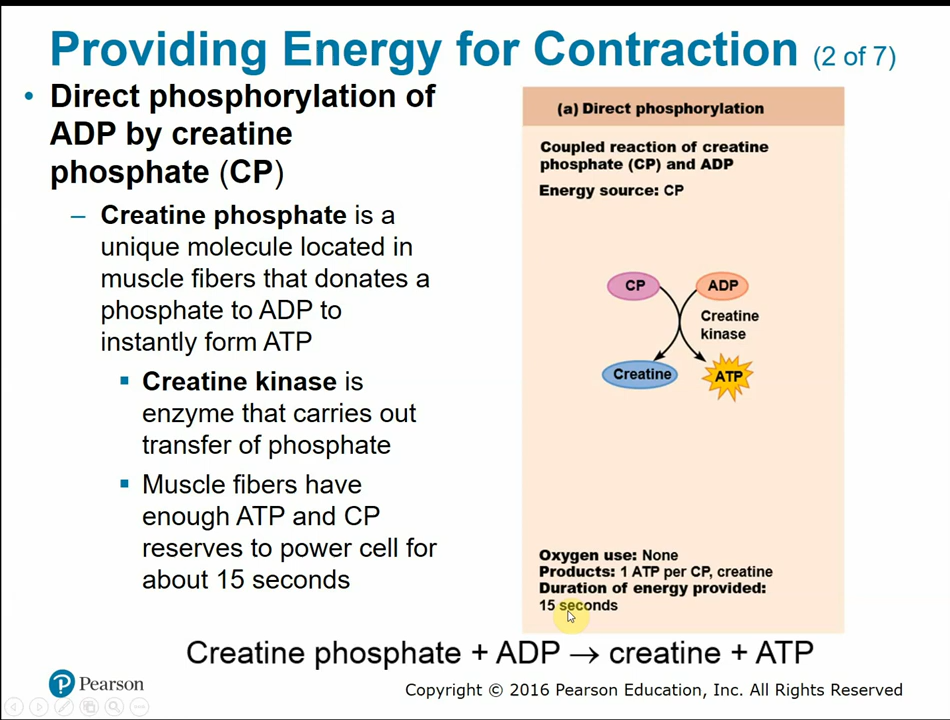 Providing Energy for Contraction (2 of 7)
• Direct phosphorylation of
ADP by creatine
phosphate (CP)
– Creatine phosphate is a
unique molecule located in
muscle fibers that donates a
phosphate to ADP to
instantly form ATP
▪ Creatine kinase is
enzyme that carries out
transfer of phosphate
▪ Muscle fibers have
enough ATP and CP
reserves to power cell for
about 15 seconds
(a) Direct phosphorylation
Coupled reaction of creatine
phosphate (CP) and ADP
Energy source: CP
CP
ADP
Creatine
kinase
Creatine
ATP
Oxygen use: None
Products: 1 ATP per CP, creatine
Duration of energy provided:
15 seconds
Creatine phosphate + ADP → creatine + ATP
Pearson
Copyright © 2016 Pearson Education, Inc. All Rights Reserved